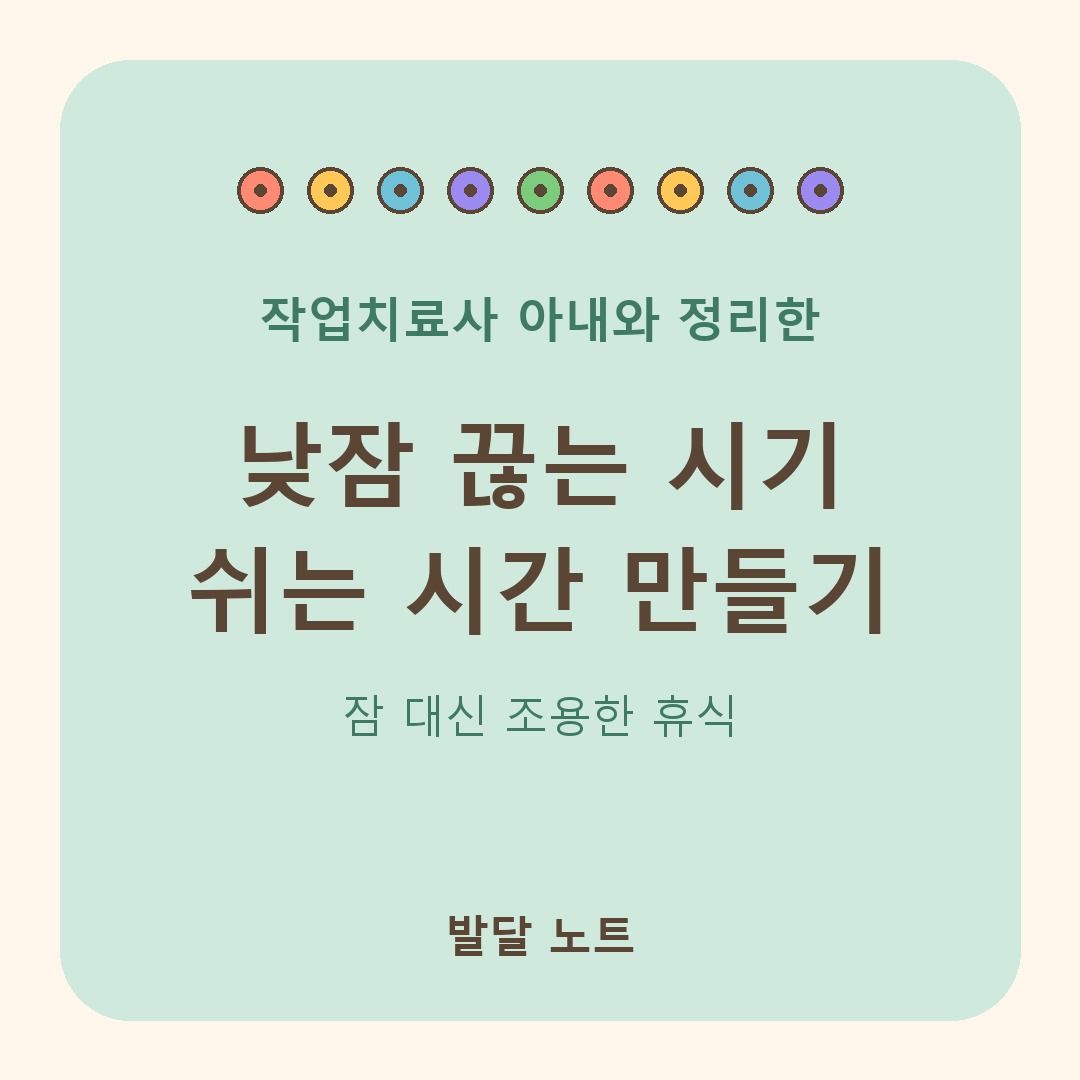 작업치료사 아내와 정리한
낮잠 끊는 시기
쉬는 시간 만들기
잠 대신 조용한 휴식
발달 노트